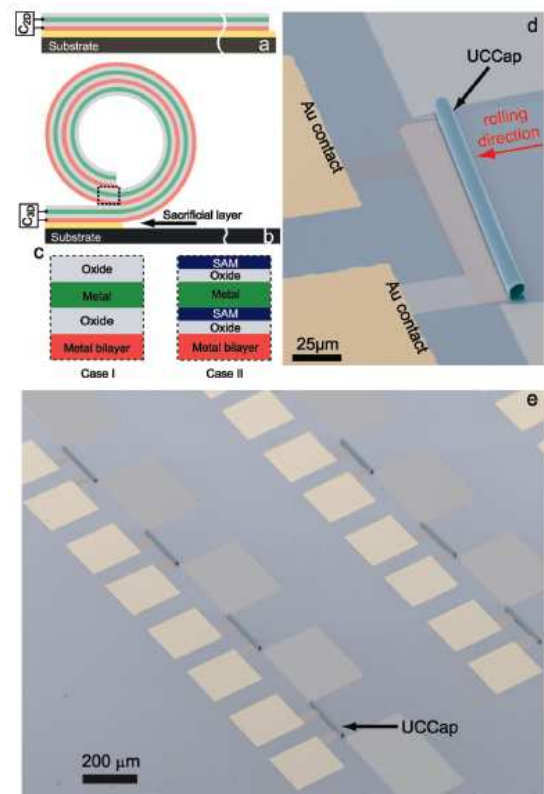 C2D
Substrate
a
C3D
Sacrificial layer
Substrate
b
c
Oxide
Metal
Oxide
Metal bilayer
Case I
SAM
Oxide
Metal
SAM
Oxide
Metal bilayer
Case II
d
UCCap
Au contact
rolling
direction
Au contact
25µm
e
UCCap
200 µm